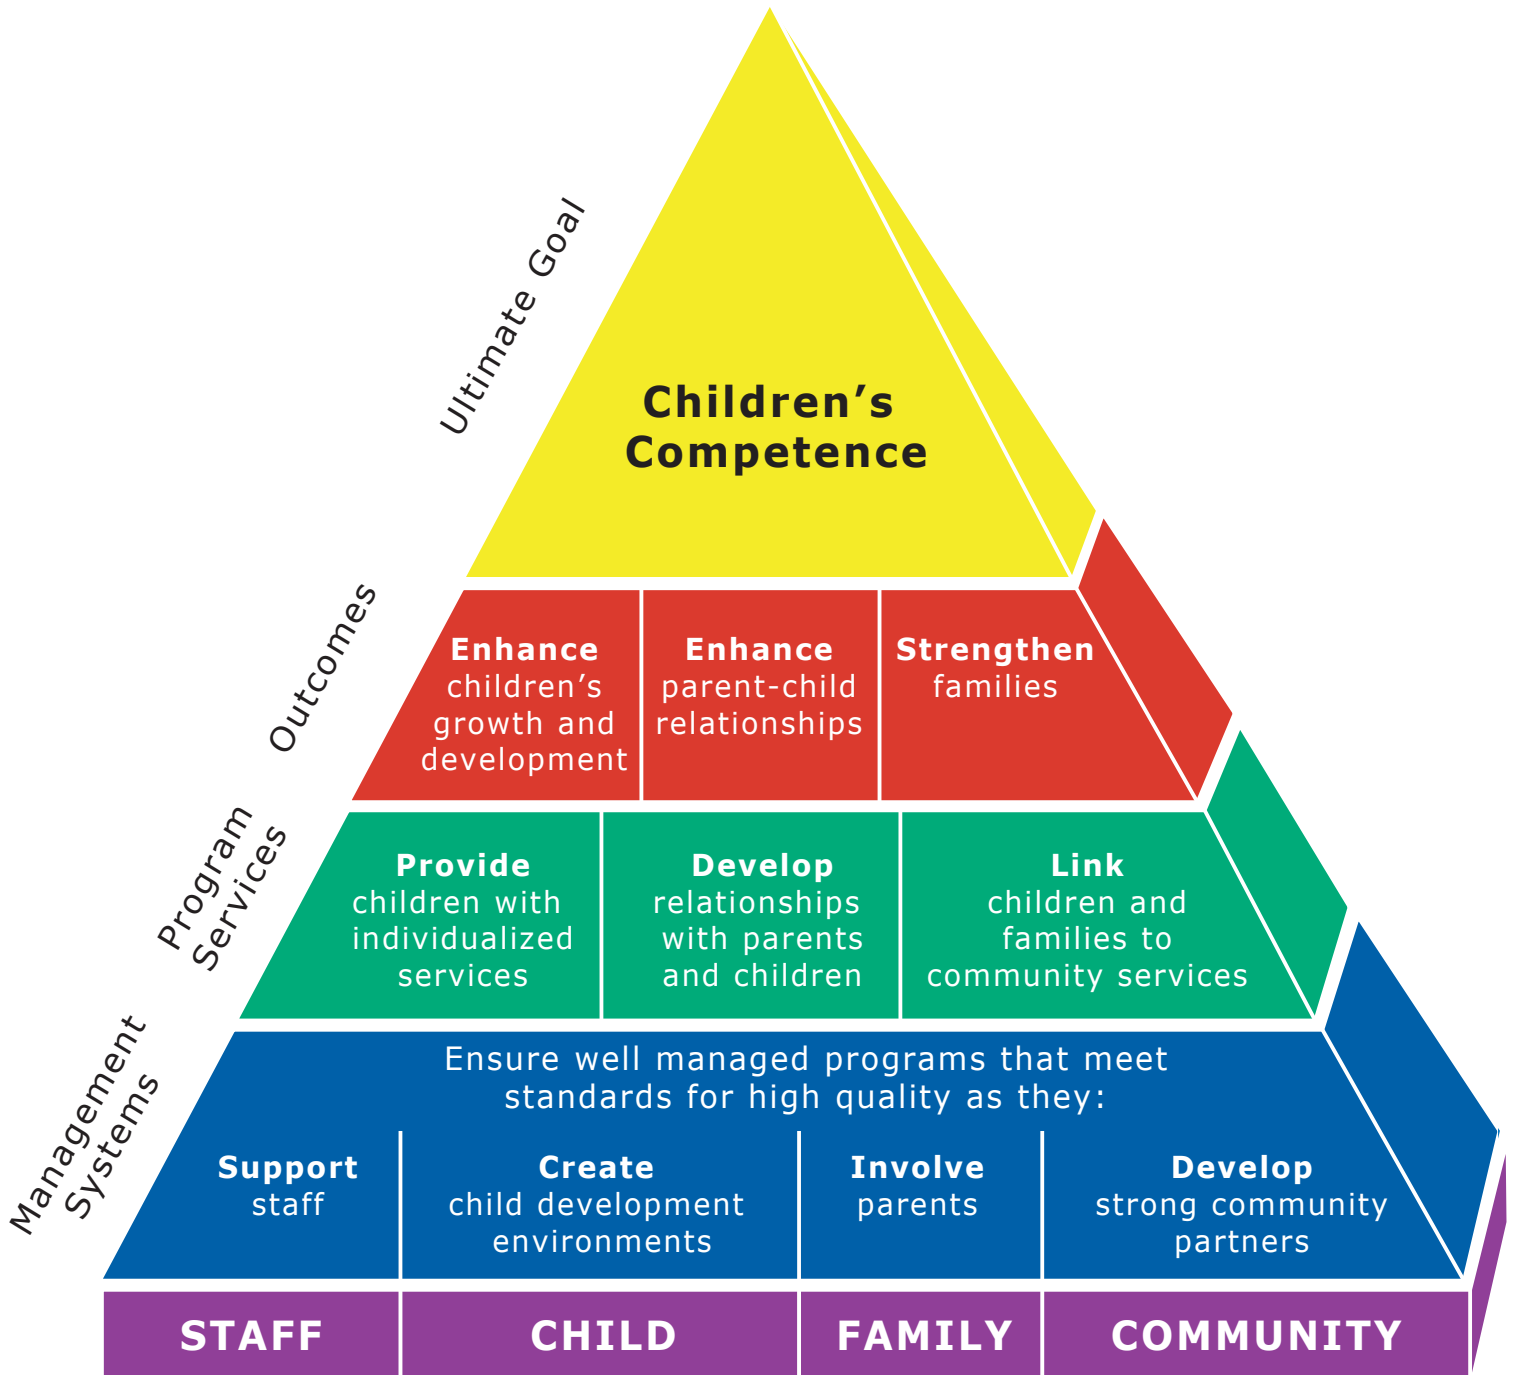 Ultimate Goal
Children’s
Competence
Outcomes
Enhance
children’s
growth and
development
Enhance
parent-child
relationships
Strengthen
families
Program
Services
Provide
children with
individualized
services
Develop
relationships
with parents
and children
Link
children and
families to
community services
Management
Systems
Ensure well managed programs that meet
standards for high quality as they:
Support
staff
Create
child development
environments
Involve
parents
Develop
strong community
partners
STAFF
CHILD
FAMILY
COMMUNITY